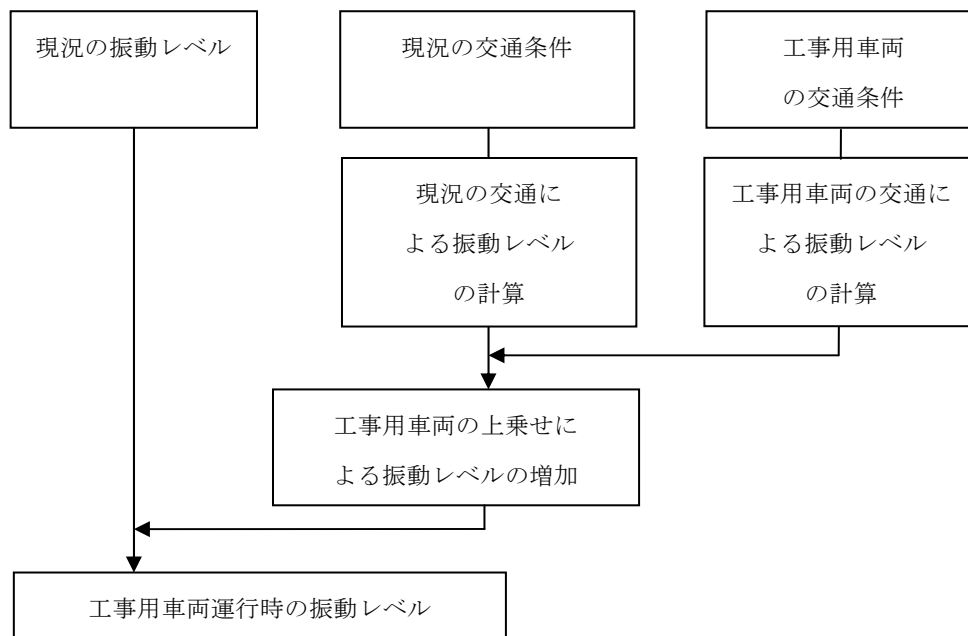 現況の振動レベル
現況の交通条件
工事用車両
の交通条件
現況の交通に
よる振動レベル
の計算
工事用車両の交通に
よる振動レベル
の計算
工事用車両の上乗せに
よる振動レベルの増加
工事用車両運行時の振動レベル